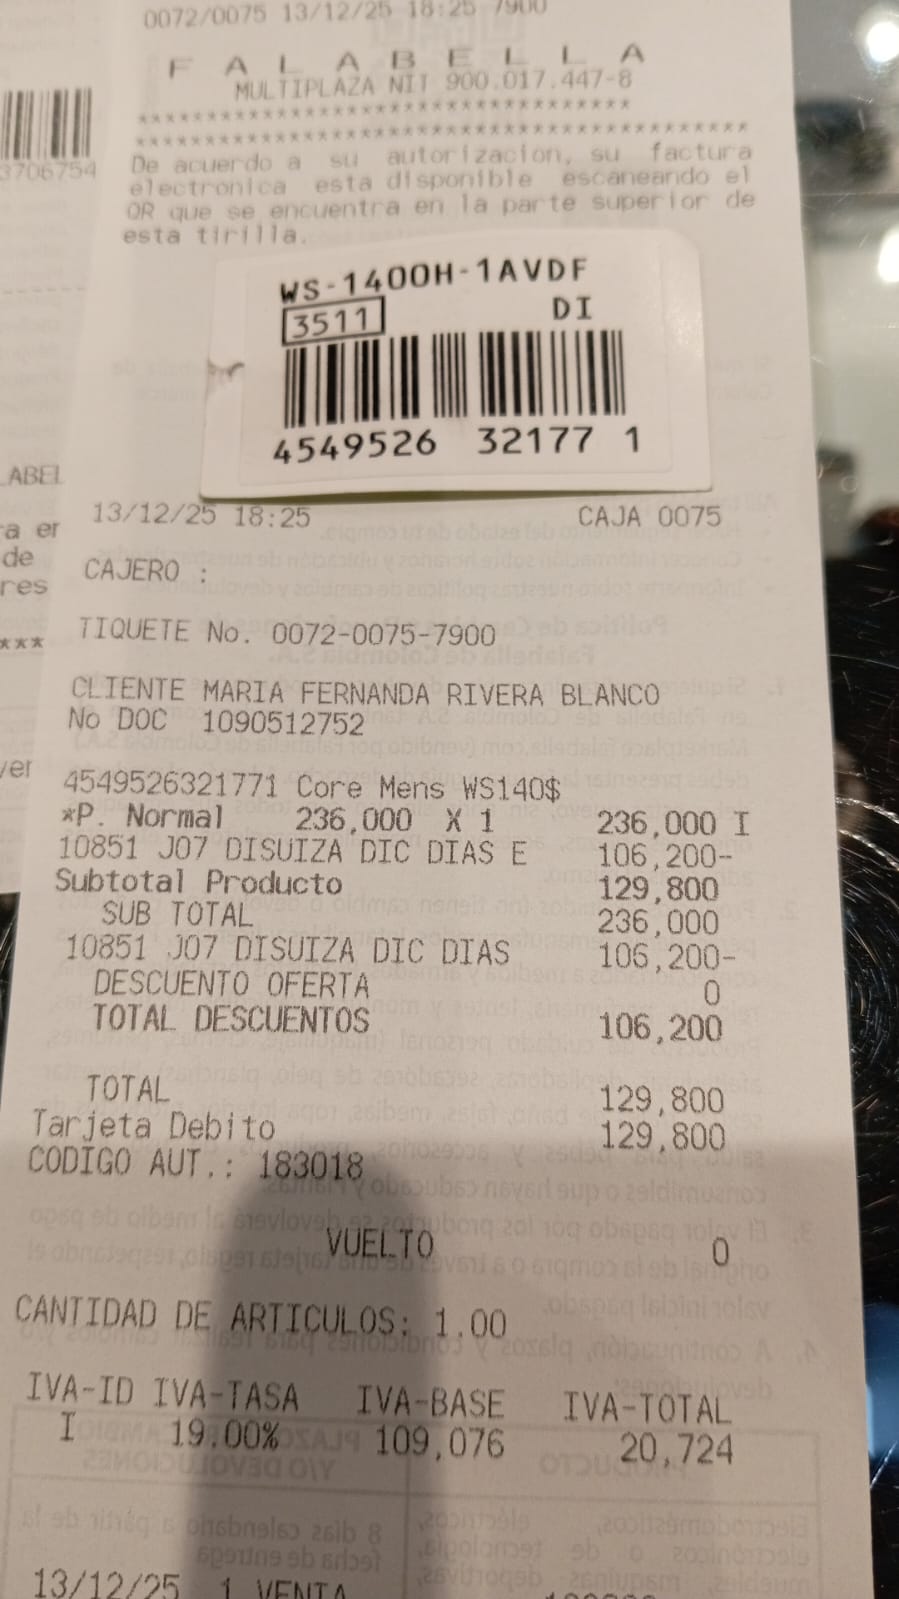 0072/0075 13/12/25 18:25 7900
F A L A B E L L A
MULTIPLAZA NIT 900.017.447-8
**************************************
**********************************************
De acuerdo a su autorizacion, su factura
electronica esta disponible escaneando el
QR que se encuentra en la parte superior de
esta tirilla.
3706754
WS-1400H-1AVDF
3511 DI
4549526 32177 1
13/12/25 18:25 CAJA 0075
CAJERO :
TIQUETE No. 0072-0075-7900
CLIENTE MARIA FERNANDA RIVERA BLANCO
No DOC 1090512752
4549526321771 Core Mens WS140$
*P. Normal 236,000 X 1 236,000 I
10851 J07 DISUIZA DIC DIAS E 106,200-
Subtotal Producto 129,800
SUB TOTAL 236,000
10851 J07 DISUIZA DIC DIAS 106,200-
DESCUENTO OFERTA 0
TOTAL DESCUENTOS 106,200
TOTAL 129,800
Tarjeta Debito 129,800
CODIGO AUT.: 183018
VUELTO 0
CANTIDAD DE ARTICULOS: 1.00
IVA-ID IVA-TASA IVA-BASE IVA-TOTAL
I 19.00% 109,076 20,724
13/12/25 1 VENTA